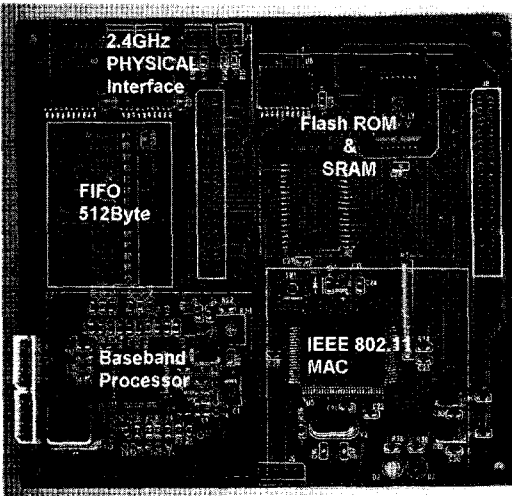 2.4GHz
PHYSICAL
Interface
Flash ROM
&
SRAM
FIFO
512Byte
Baseband
Processor
IEEE 802.11
MAC